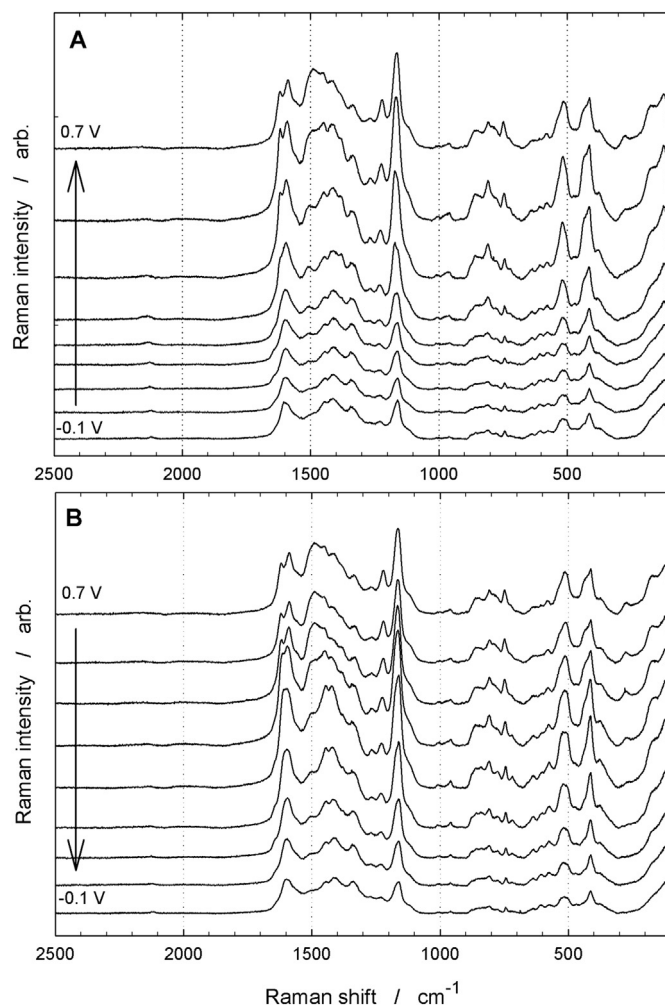 A
0.7 V
Raman intensity / arb.
-0.1 V
2500 2000 1500 1000 500
B
0.7 V
Raman intensity / arb.
-0.1 V
2500 2000 1500 1000 500
Raman shift / cm⁻¹